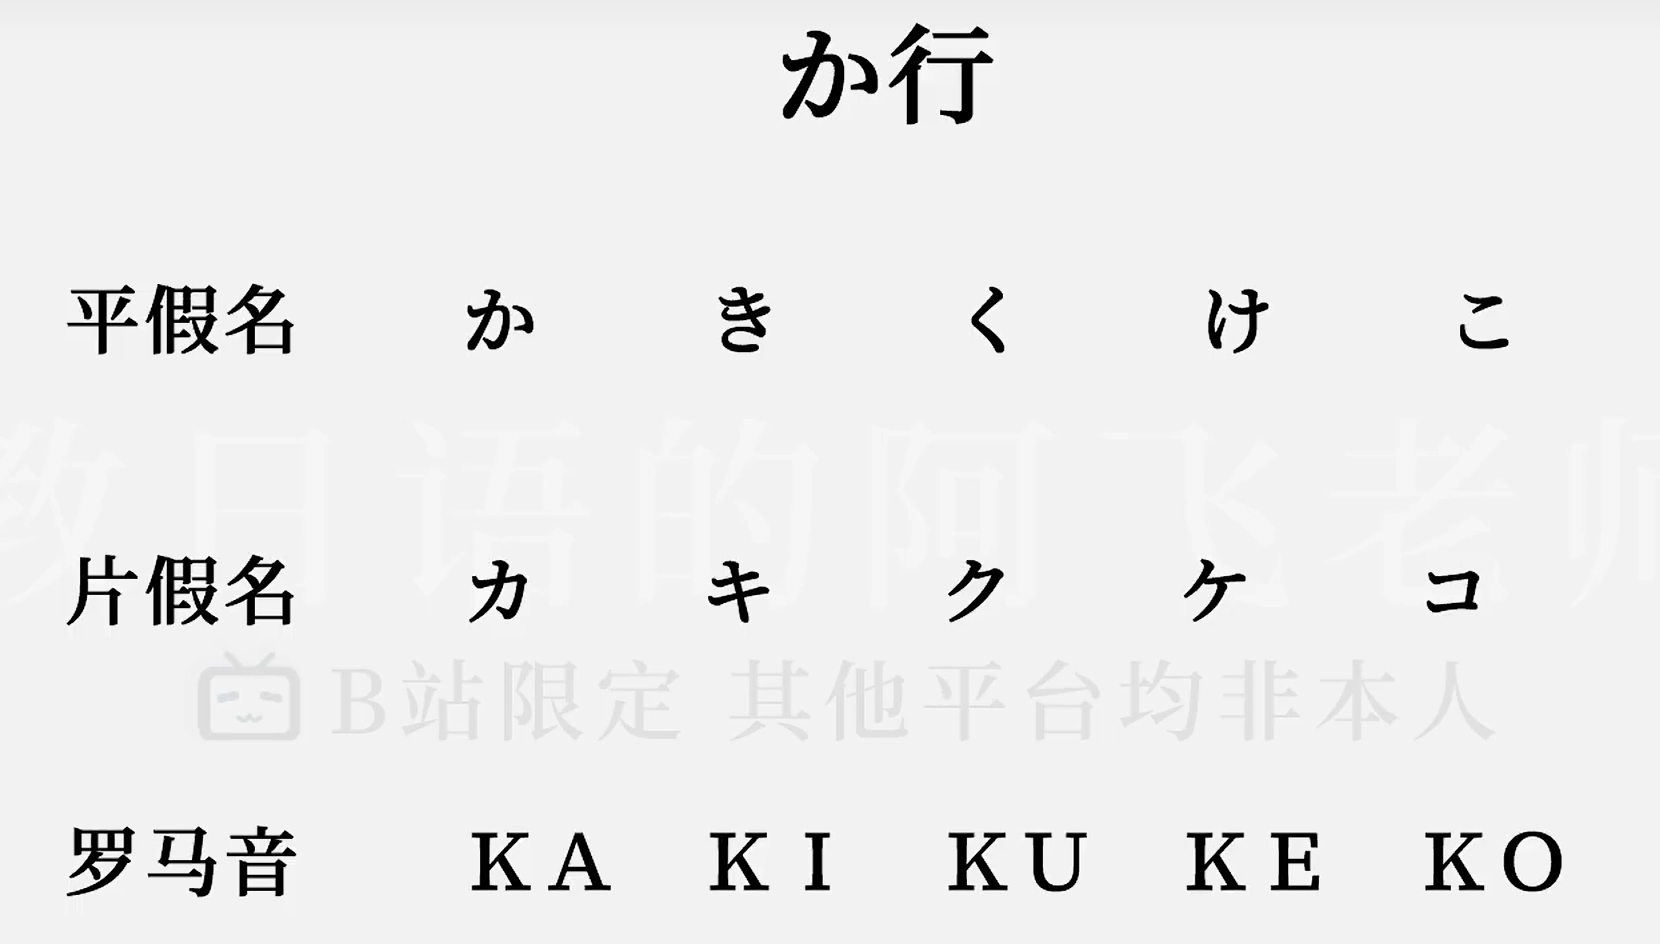 か行
平假名 か き く け こ
教日语的阿飞老师
片假名 カ キ ク ケ コ
B站限定 其他平台均非本人
罗马音 KA KI KU KE KO